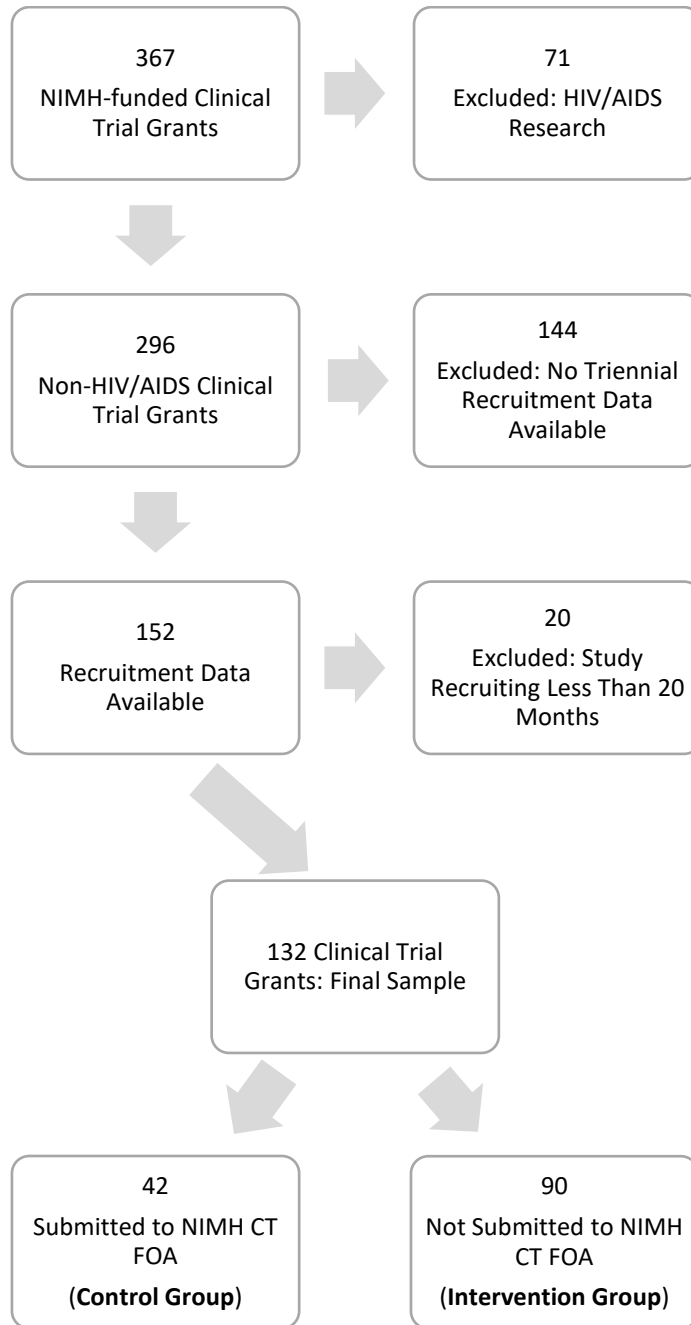 367
NIMH-funded Clinical
Trial Grants
71
Excluded: HIV/AIDS
Research
296
Non-HIV/AIDS Clinical
Trial Grants
144
Excluded: No Triennial
Recruitment Data
Available
152
Recruitment Data
Available
20
Excluded: Study
Recruiting Less Than 20
Months
132 Clinical Trial
Grants: Final Sample
42
Submitted to NIMH CT
FOA
(Control Group)
90
Not Submitted to NIMH
CT FOA
(Intervention Group)